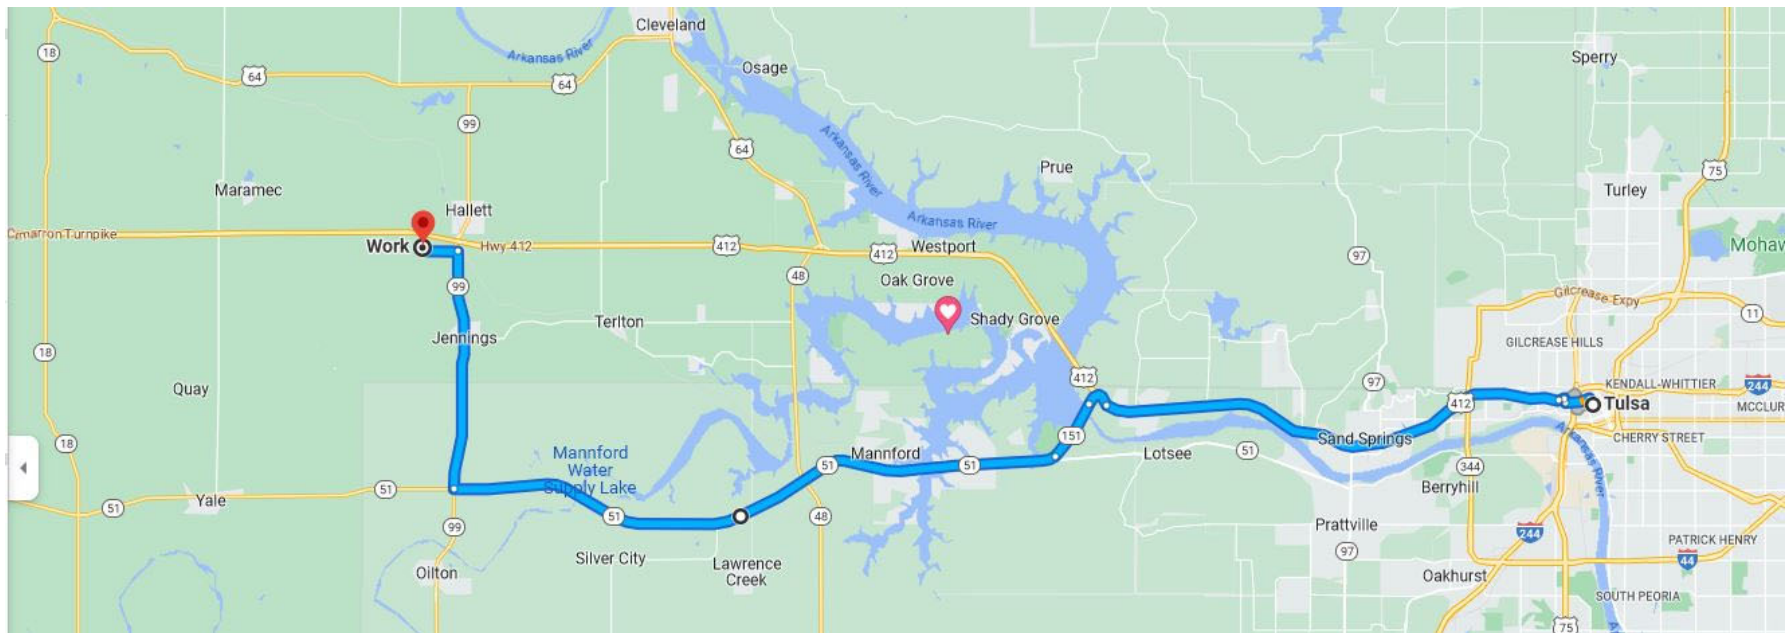 Cleveland
18
Arkansas River
Sperry
64
Osage
64
99
Arkansas River
64
Prue
75
Maramec
Turley
Hallett
Arkansas River
Cimarron Turnpike
Work
Hwy 412
412
412
Westport
Mohaw
97
48
Oak Grove
99
Gilcrease Expy
11
Terlton
Shady Grove
Jennings
GILCREASE HILLS
18
412
97
KENDALL-WHITTIER
244
Quay
412
Tulsa
MCCLUR
151
Sand Springs
CHERRY STREET
18
Mannford
Water
Supply Lake
51
Mannford
51
Lotsee
51
Arkansas River
344
51
Berryhill
Yale
51
51
48
99
Prattville
244
PATRICK HENRY
Silver City
Lawrence
Creek
97
44
Oilton
Oakhurst
SOUTH PEORIA
75